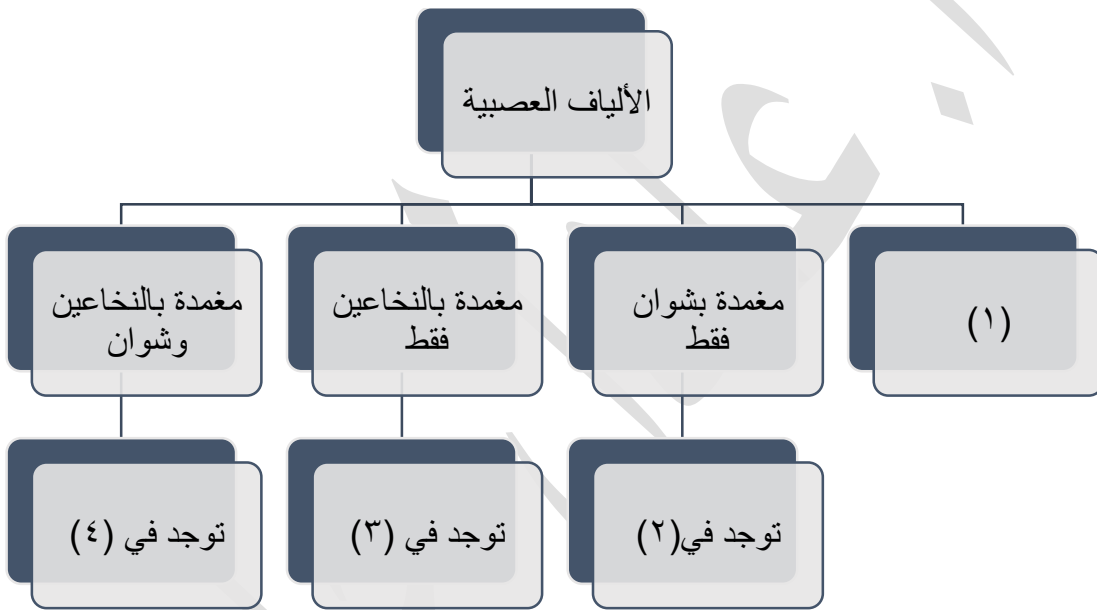 الألياف العصبية
(١)
مغمدة بشوان
فقط
مغمدة بالنخاعين
فقط
مغمدة بالنخاعين
وشوان
توجد في(٢)
توجد في (٣)
توجد في (٤)